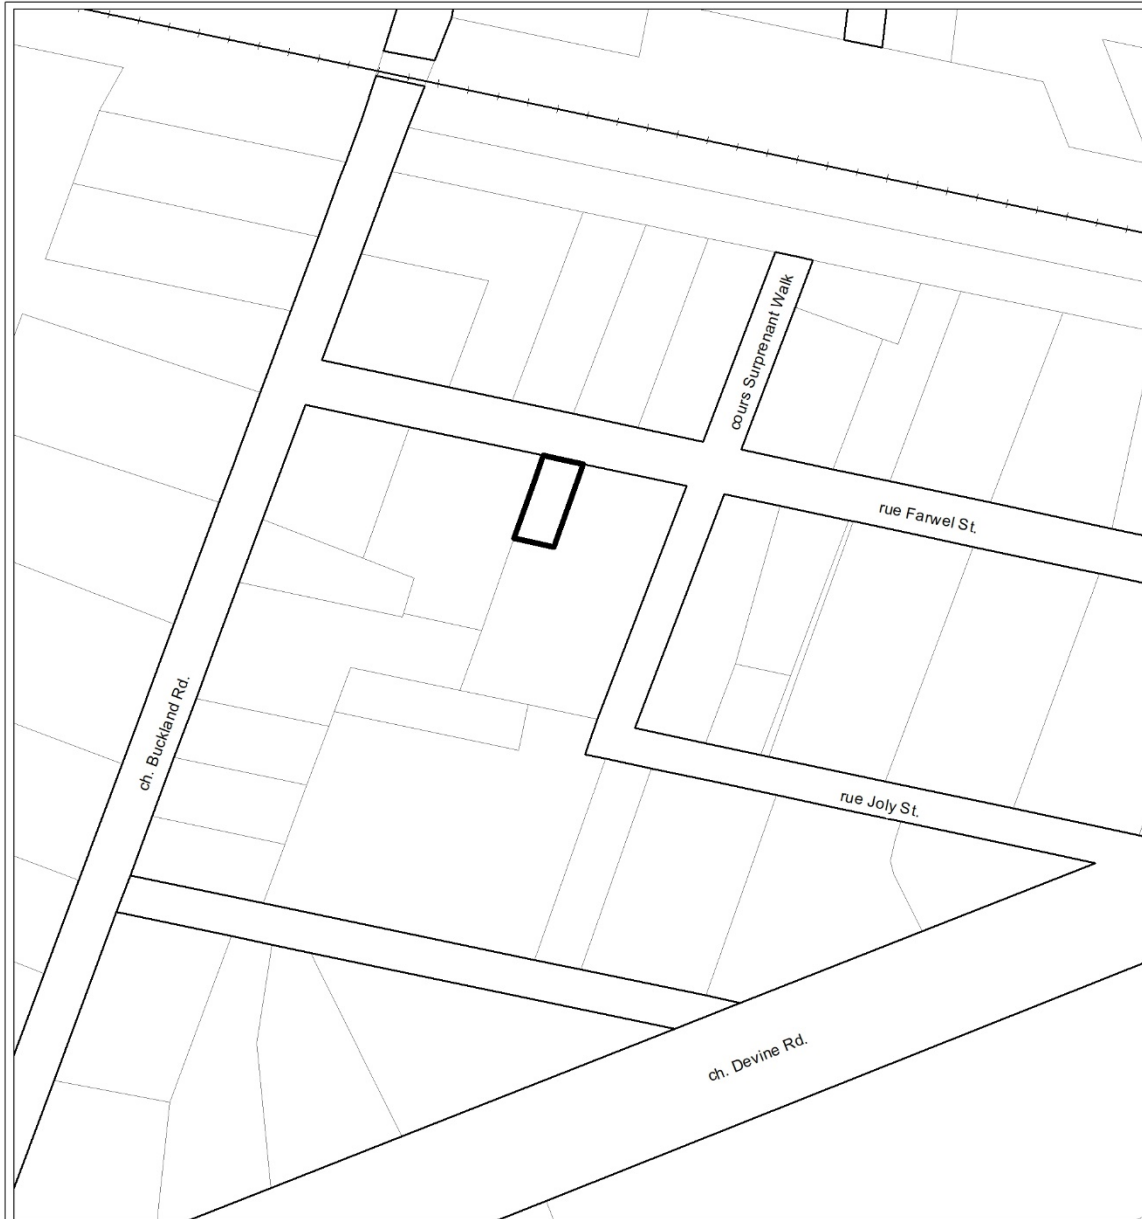 cours Surprenant Walk
rue Farwel St.
ch. Buckland Rd.
rue Joly St.
ch. Devine Rd.